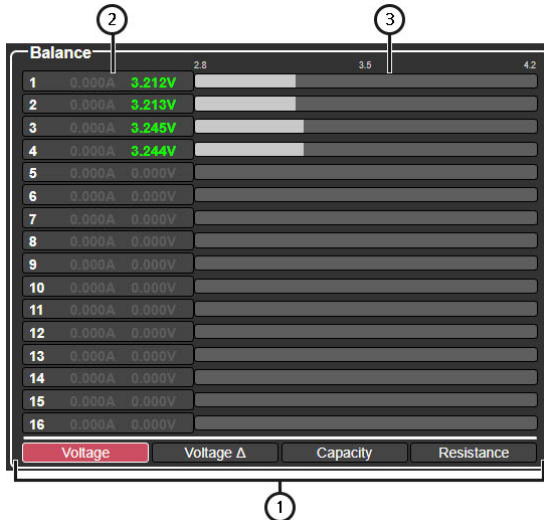 2 3
Balance
2.8 3.5 4.2
1 0.000A 3.212V
2 0.000A 3.213V
3 0.000A 3.245V
4 0.000A 3.244V
5 0.000A 0.000V
6 0.000A 0.000V
7 0.000A 0.000V
8 0.000A 0.000V
9 0.000A 0.000V
10 0.000A 0.000V
11 0.000A 0.000V
12 0.000A 0.000V
13 0.000A 0.000V
14 0.000A 0.000V
15 0.000A 0.000V
16 0.000A 0.000V
Voltage Voltage Δ Capacity Resistance
1